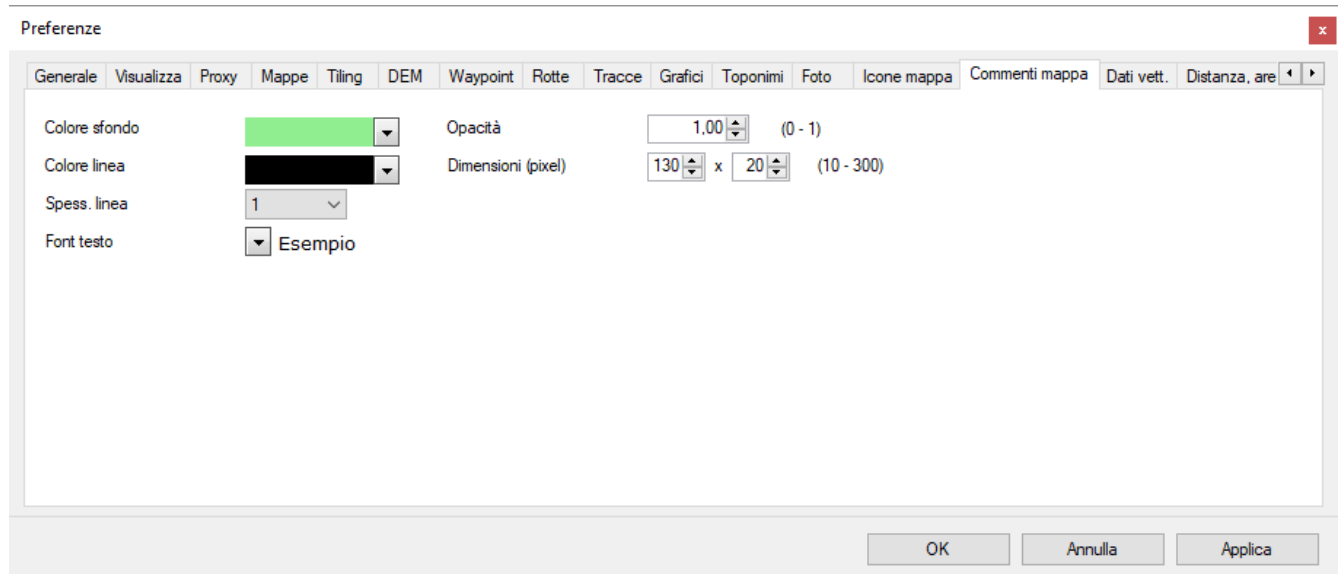 Preferenze
x
Generale Visualizza Proxy Mappe Tiling DEM Waypoint Rotte Tracce Grafici Toponimi Foto Icone mappa Commenti mappa Dati vett. Distanza, are
Colore sfondo Opacità 1,00 (0 - 1)
Colore linea Dimensioni (pixel) 130 x 20 (10 - 300)
Spess. linea 1
Font testo Esempio
OK Annulla Applica